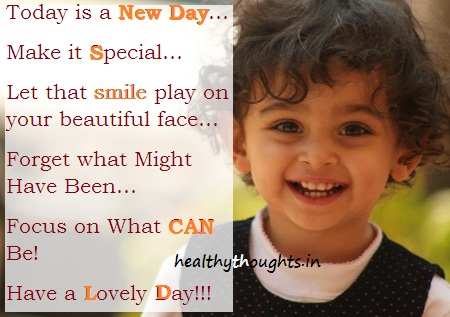 Today is a New Day...
Make it Special...
Let that smile play on
your beautiful face...
Forget what Might
Have Been...
Focus on What CAN
Be!
healthythoughts.in
Have a Lovely Day!!!